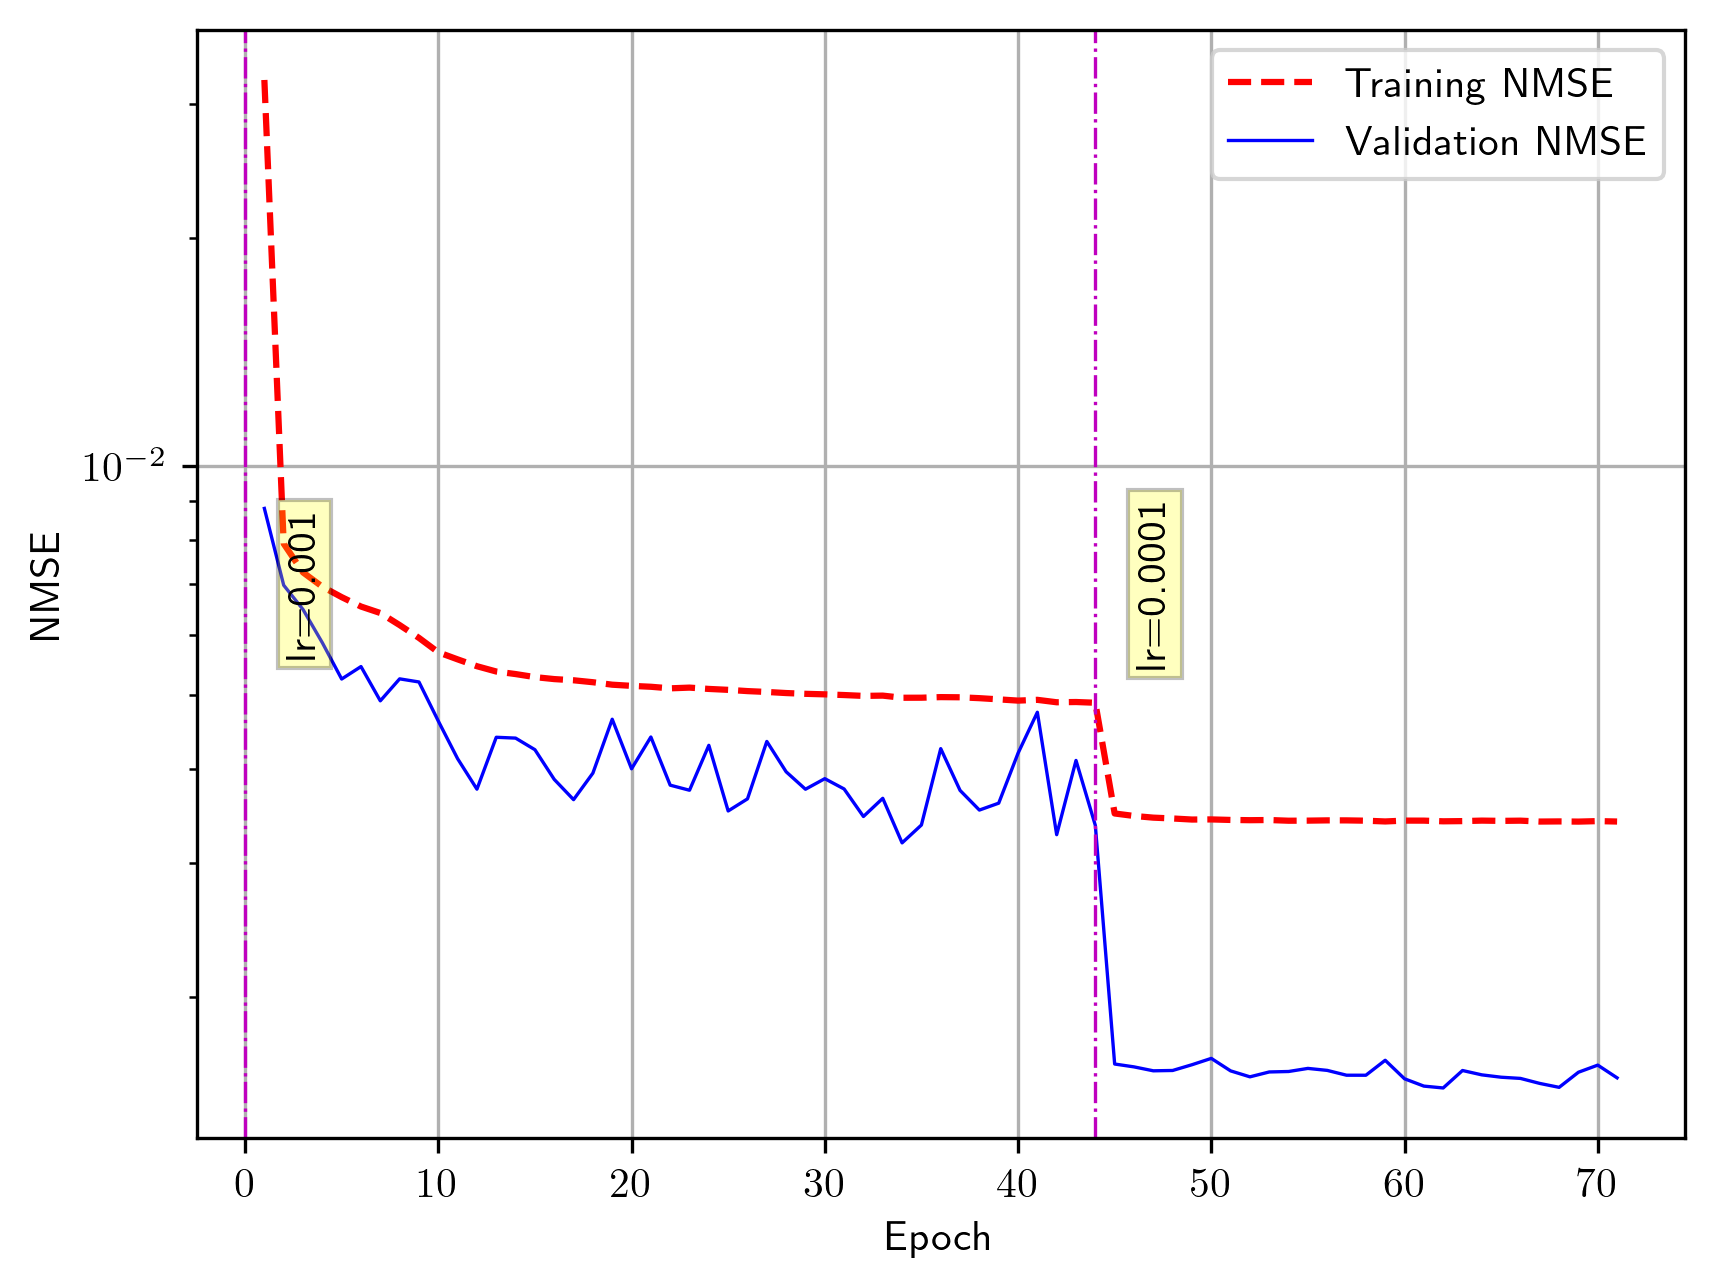 Training NMSE
Validation NMSE
10⁻²
NMSE
lr=0.001
lr=0.0001
0 10 20 30 40 50 60 70
Epoch